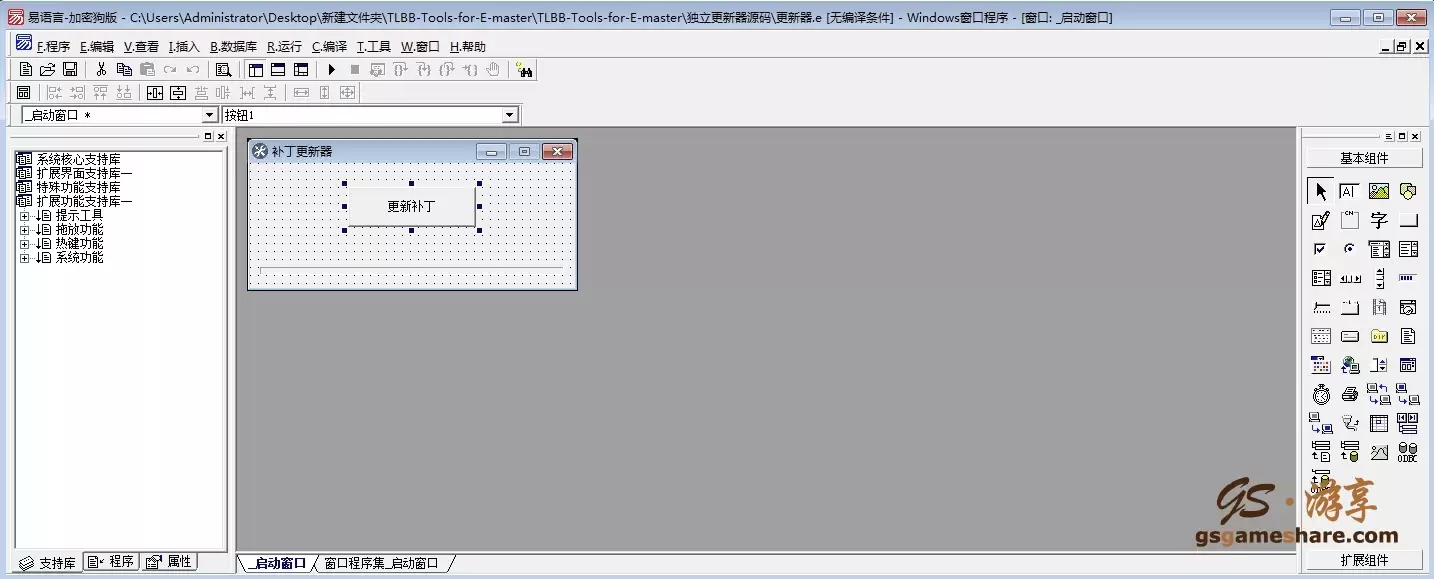 易语言-加密狗版 - C:\Users\Administrator\Desktop\新建文件夹\TLBB-Tools-for-E-master\TLBB-Tools-for-E-master\独立更新器源码\更新器.e [无编译条件] - Windows窗口程序 - [窗口: _启动窗口]
F.程序 E.编辑 V.查看 I.插入 B.数据库 R.运行 C.编译 T.工具 W.窗口 H.帮助
_启动窗口 * 按钮1
系统核心支持库
扩展界面支持库一
特殊功能支持库
扩展功能支持库一
提示工具
拖放功能
热键功能
系统功能
补丁更新器
更新补丁
基本组件
字
GS·游享
gsgameshare.com
扩展组件
支持库 程序 属性
_启动窗口 窗口程序集_启动窗口